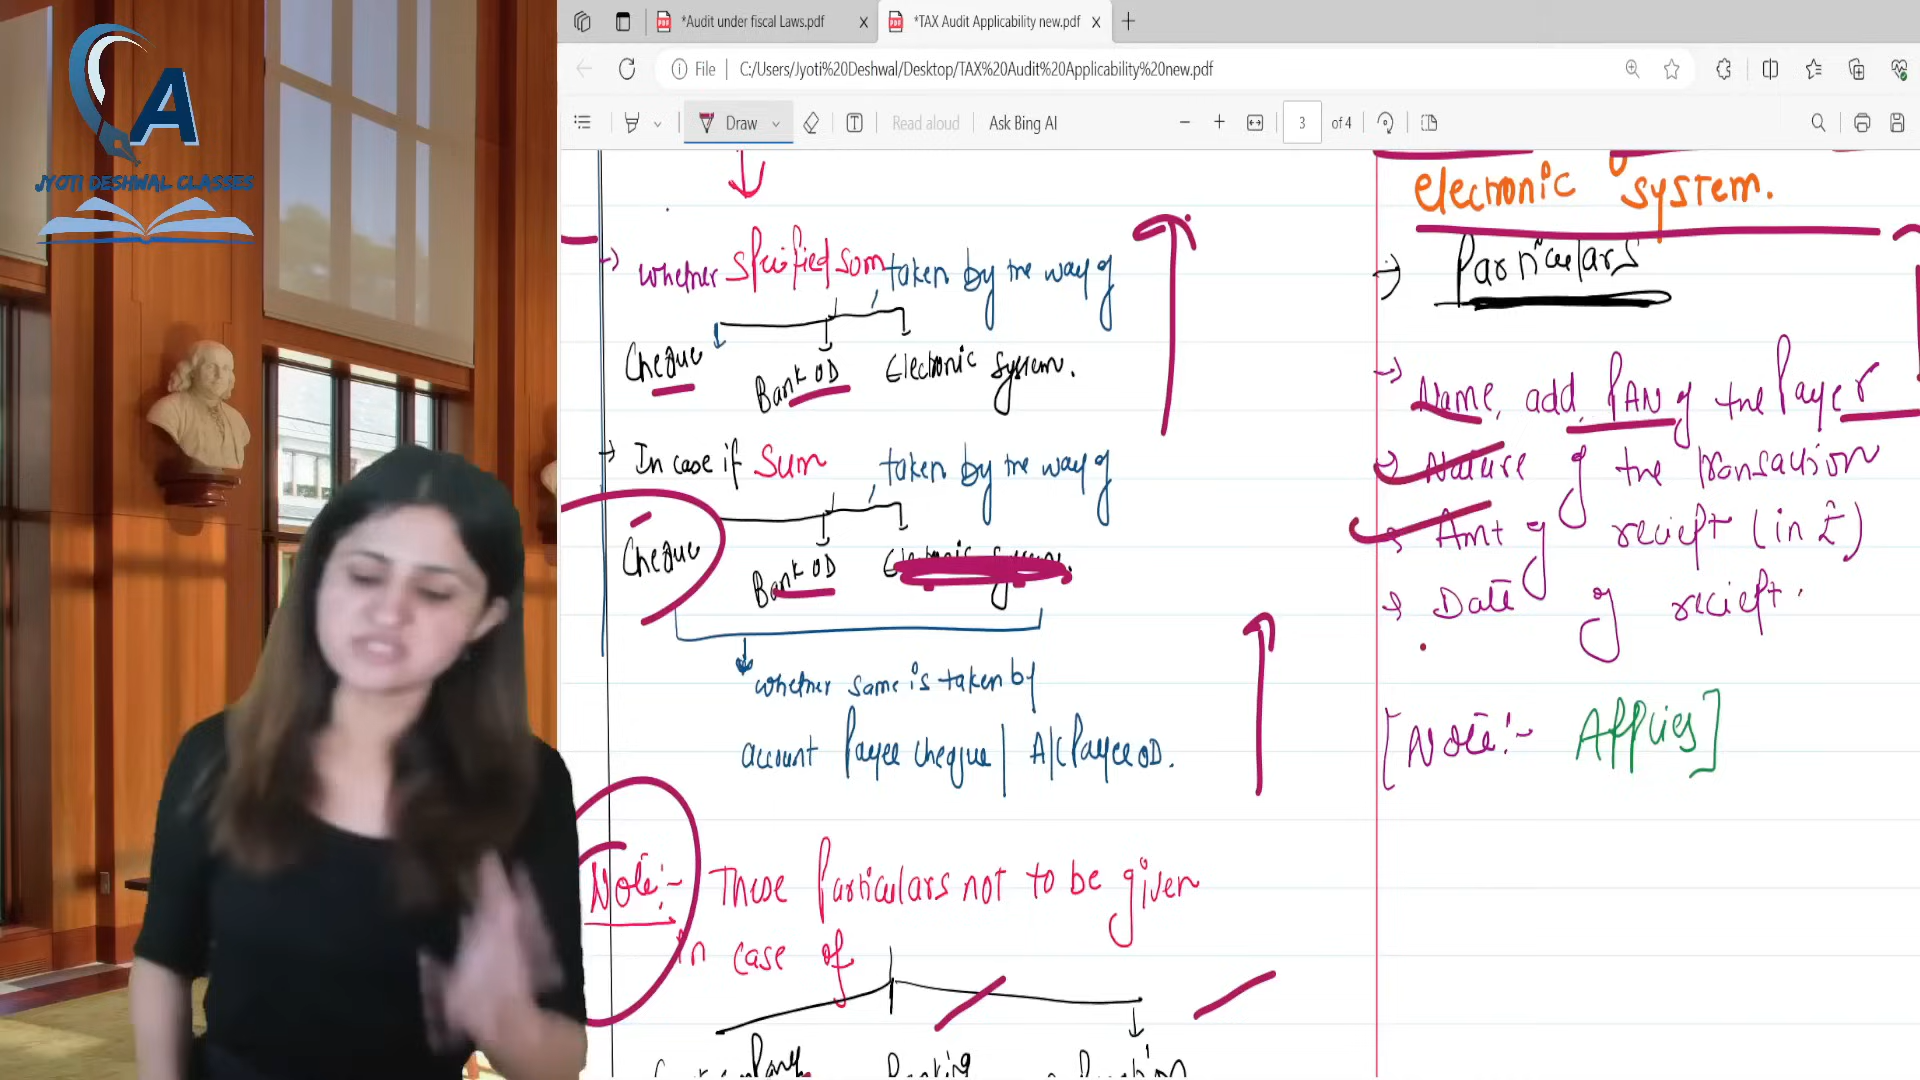 A
JYOTI DESHWAL CLASSES
*Audit under fiscal Laws.pdf
*TAX Audit Applicability new.pdf
File
C:/Users/Jyoti%20Deshwal/Desktop/TAX%20Audit%20Applicability%20new.pdf
Draw
Read aloud
Ask Bing AI
3 of 4
whether spicified sum taken by the way of
Cheque
Bank OD
Electronic System.
In case if Sum taken by the way of
Cheque
Bank OD
whether same is taken by
account Payee cheque | A/C Payee OD.
Note:- These Particulars not to be given
in case of
Electronic system.
Particulars
Name, add, PAN of the Payer
Nature of the transaction
Amt of reciept (in ₹)
Date of reciept.
[Note:- Applies]